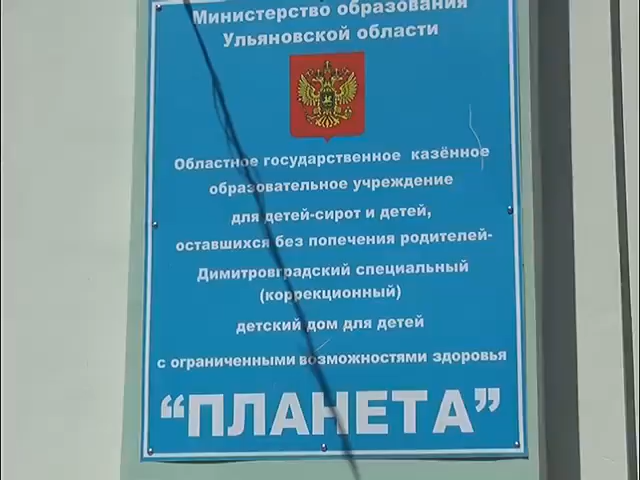 Министерство образования
Ульяновской области
Областное государственное казённое
образовательное учреждение
для детей-сирот и детей,
оставшихся без попечения родителей-
Димитровградский специальный
(коррекционный)
детский дом для детей
с ограниченными возможностями здоровья
“ПЛАНЕТА”